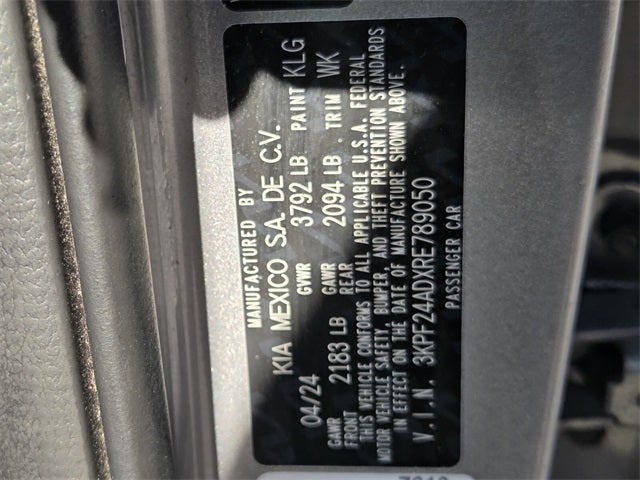 MANUFACTURED BY
KIA MEXICO S.A. DE C.V.
04/24 GVWR 3792 LB PAINT KLG
GAWR FRONT 2183 LB GAWR REAR 2094 LB . TRIM WK
THIS VEHICLE CONFORMS TO ALL APPLICABLE U.S.A. FEDERAL
MOTOR VEHICLE SAFETY, BUMPER, AND THEFT PREVENTION STANDARDS
IN EFFECT ON THE DATE OF MANUFACTURE SHOWN ABOVE.
V.I.N. 3KPF24ADXRE789050
PASSENGER CAR